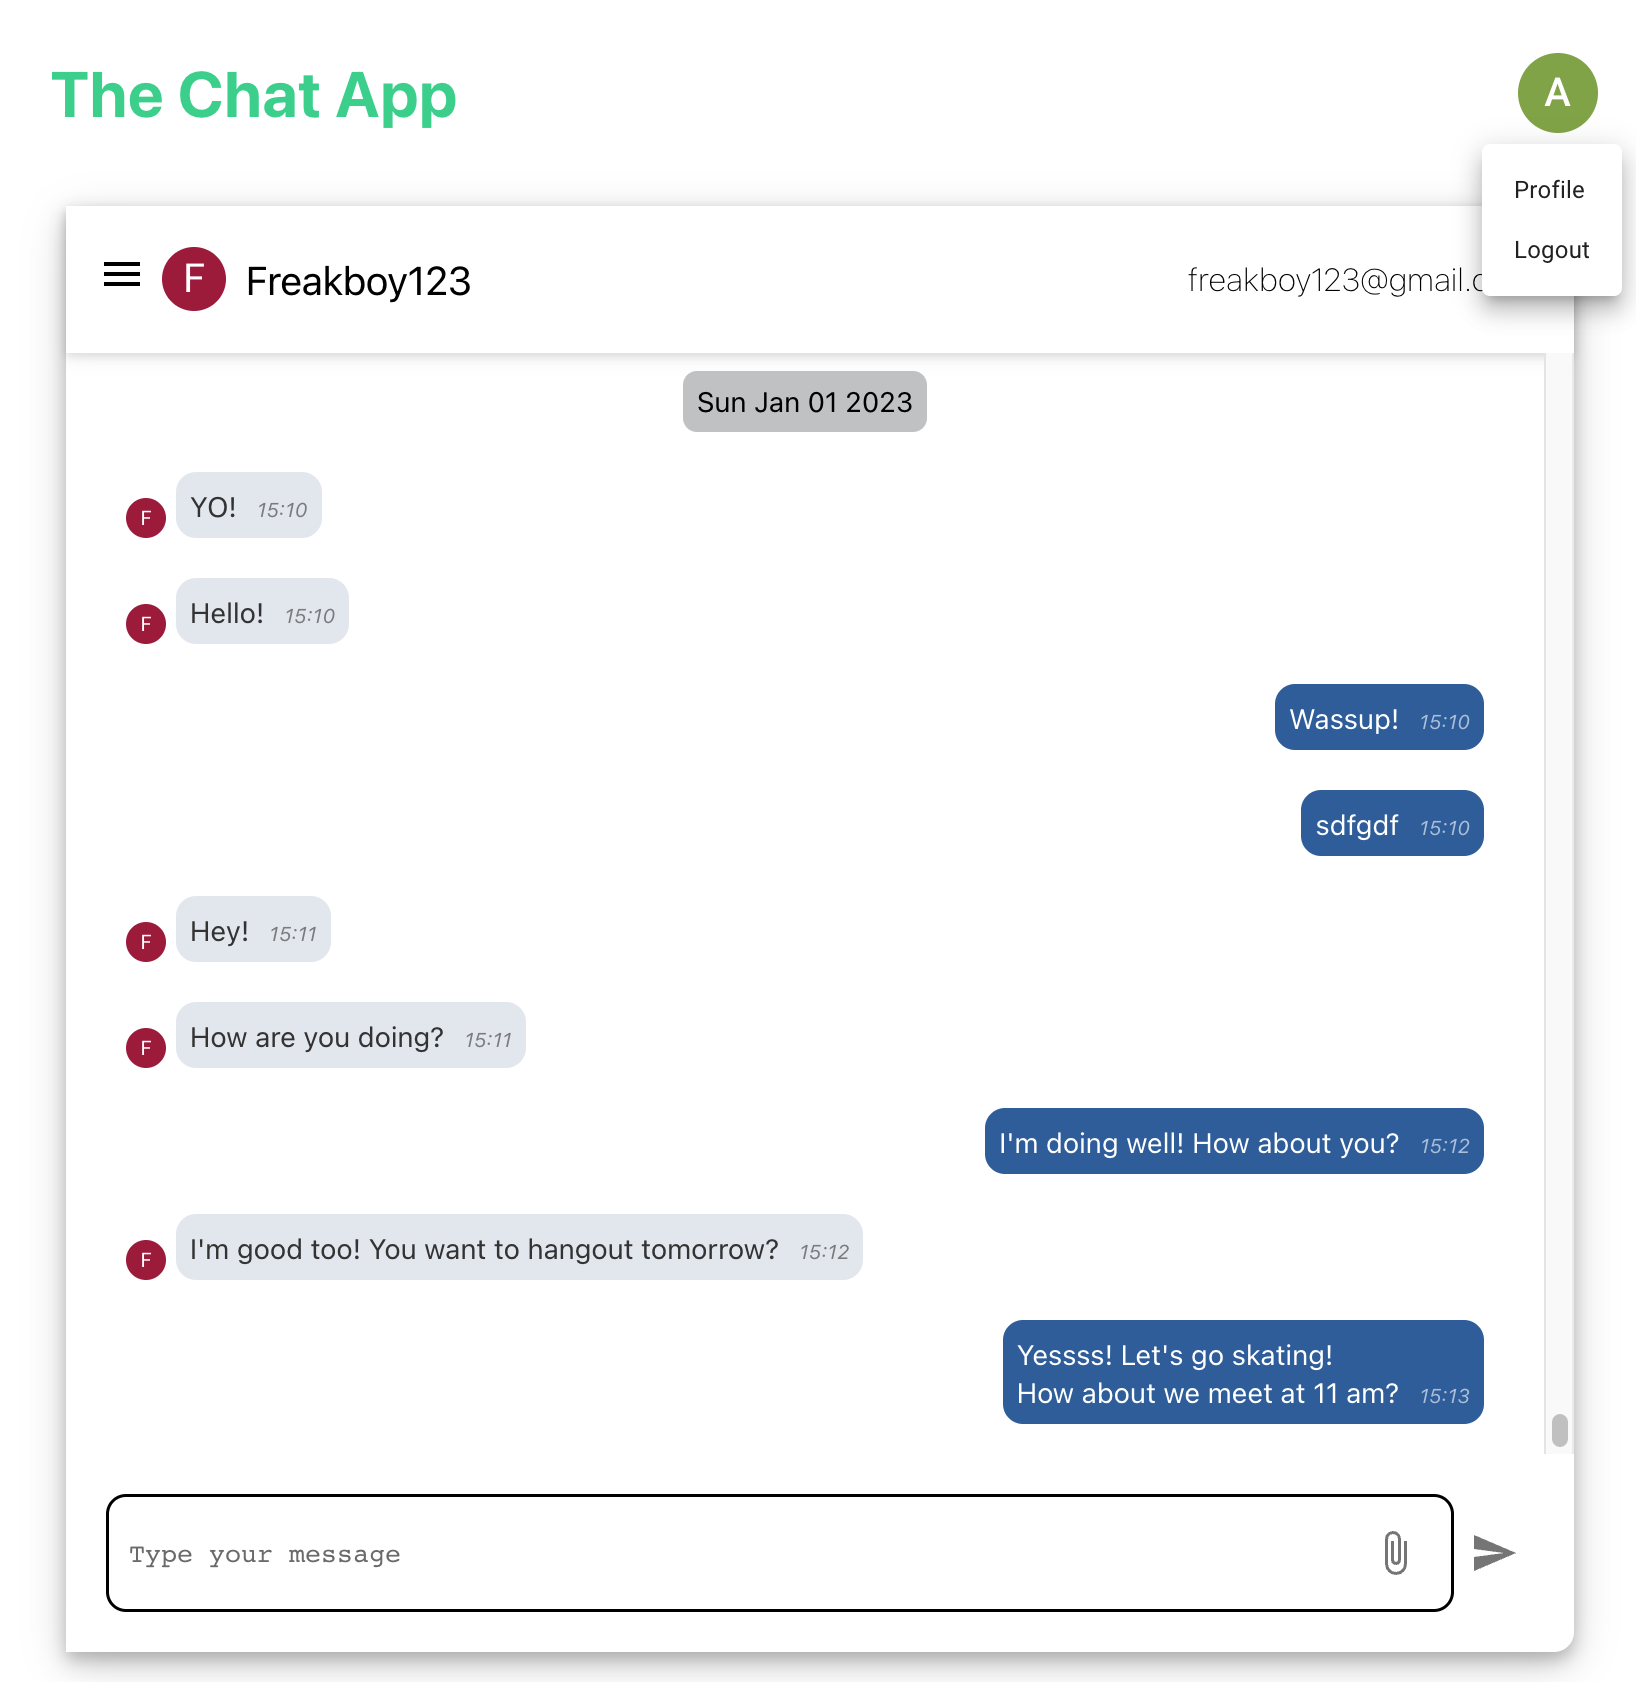 The Chat App
A
Profile
Logout
F
Freakboy123
freakboy123@gmail.
Sun Jan 01 2023
F
YO! 15:10
F
Hello! 15:10
Wassup! 15:10
sdfgdf 15:10
F
Hey! 15:11
F
How are you doing? 15:11
I'm doing well! How about you? 15:12
F
I'm good too! You want to hangout tomorrow? 15:12
Yessss! Let's go skating!
How about we meet at 11 am? 15:13
Type your message